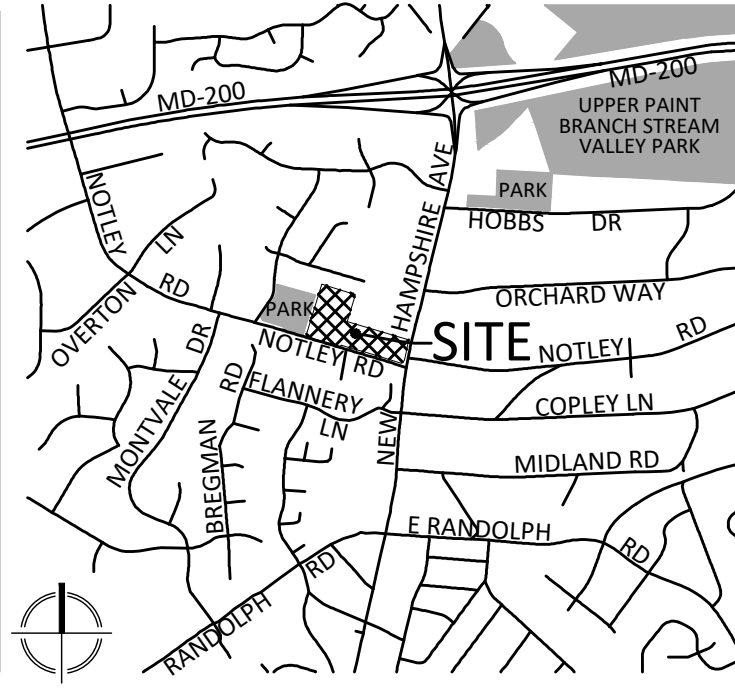 MD-200
MD-200
UPPER PAINT
BRANCH STREAM
VALLEY PARK
NOTLEY
RD
OVERTON
LN
PARK
HOBBS DR
NEW HAMPSHIRE AVE
ORCHARD WAY
PARK
SITE
NOTLEY RD
NOTLEY RD
MONTVALE
DR
FLANNERY
LN
COPLEY LN
BREGMAN
RD
MIDLAND RD
E RANDOLPH
RD
RANDOLPH
RD